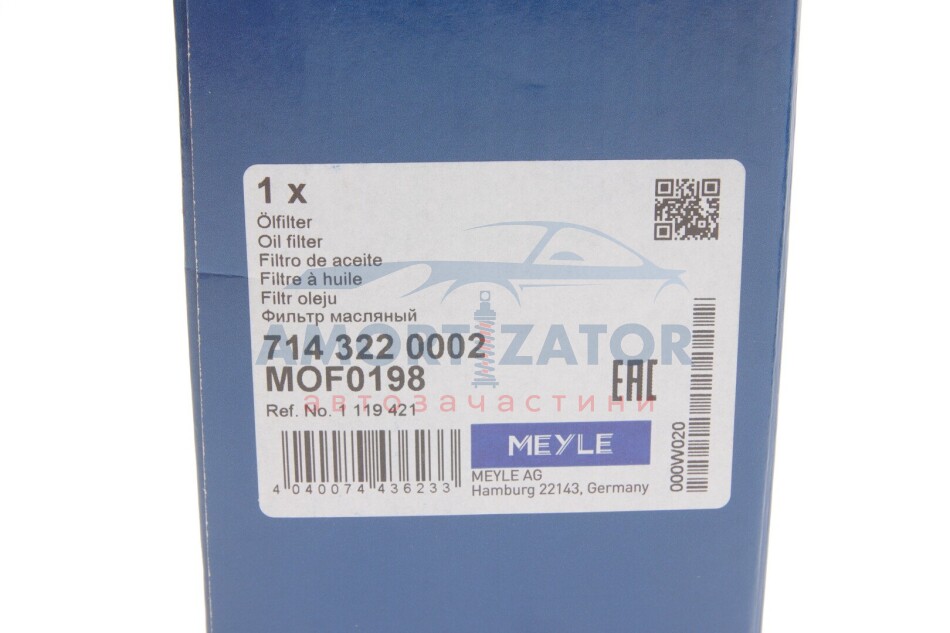 1 x
Ölfilter
Oil filter
Filtro de aceite
Filtre à huile
Filtr oleju
Фильтр масляный
AMORTIZATOR
714 322 0002
MOF0198
автозачастини
Ref. No. 1 119 421
EAC
MEYLE
MEYLE AG
Hamburg 22143, Germany
4 040074 436233
000W020